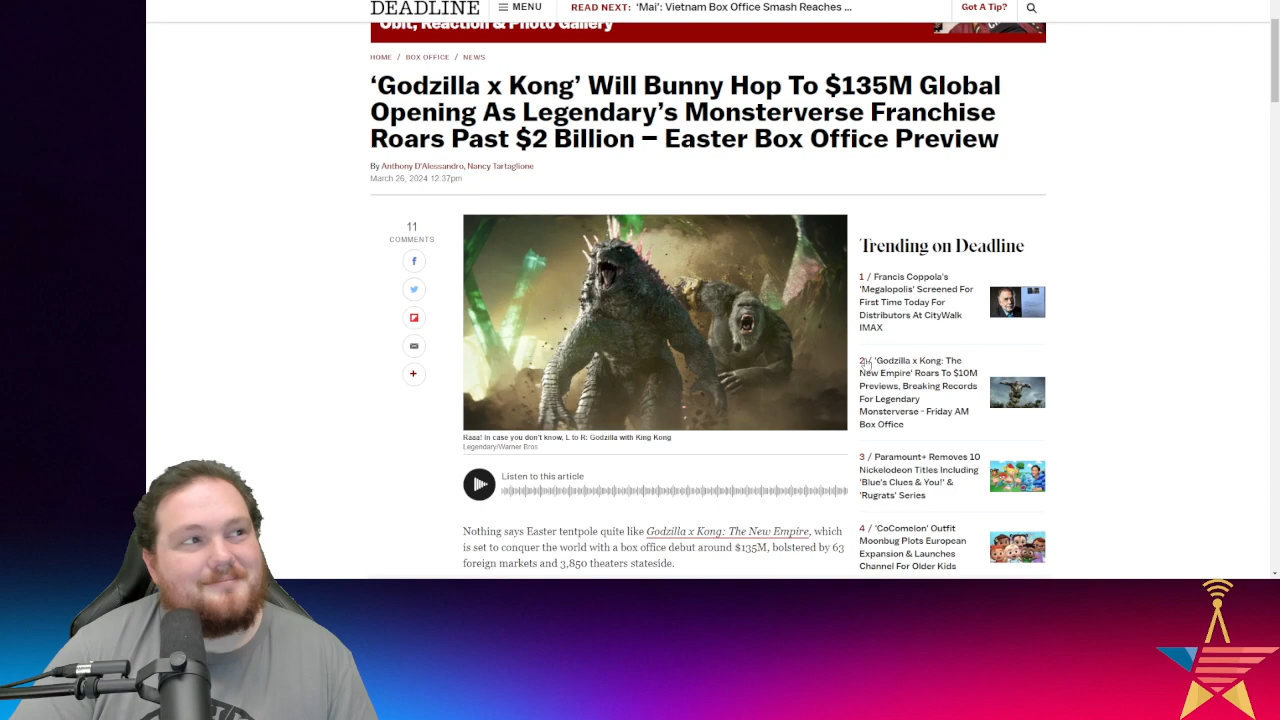 DEADLINE
MENU
READ NEXT: ‘Mai’: Vietnam Box Office Smash Reaches ...
Got A Tip?
Obit, Reaction & Photo Gallery
HOME / BOX OFFICE / NEWS
‘Godzilla x Kong’ Will Bunny Hop To $135M Global
Opening As Legendary’s Monsterverse Franchise
Roars Past $2 Billion – Easter Box Office Preview
By Anthony D'Alessandro, Nancy Tartaglione
March 26, 2024 12:37pm
11
COMMENTS
Raaa! In case you don't know, L to R: Godzilla with King Kong
Legendary/Warner Bros
Listen to this article
Nothing says Easter tentpole quite like Godzilla x Kong: The New Empire, which
is set to conquer the world with a box office debut around $135M, bolstered by 63
foreign markets and 3,850 theaters stateside.
Trending on Deadline
1 / Francis Coppola's
'Megalopolis' Screened For
First Time Today For
Distributors At CityWalk
IMAX
2 / 'Godzilla x Kong: The
New Empire' Roars To $10M
Previews, Breaking Records
For Legendary
Monsterverse - Friday AM
Box Office
3 / Paramount+ Removes 10
Nickelodeon Titles Including
'Blue's Clues & You!' &
'Rugrats' Series
4 / 'CoComelon' Outfit
Moonbug Plots European
Expansion & Launches
Channel For Older Kids